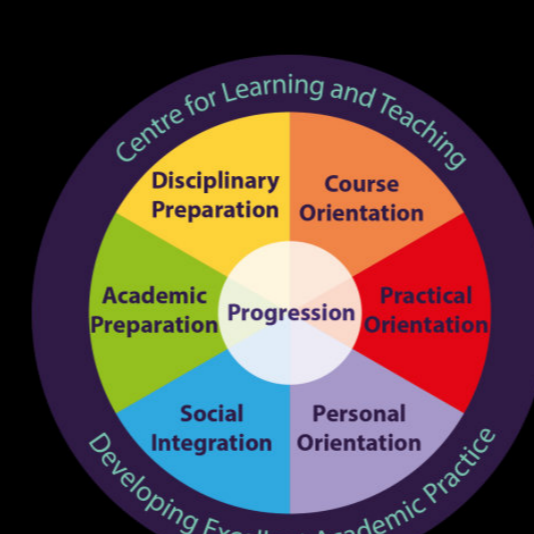 Centre for Learning and Teaching
Disciplinary
Preparation
Course
Orientation
Academic
Preparation
Progression
Practical
Orientation
Social
Integration
Personal
Orientation
Developing Academic Practice